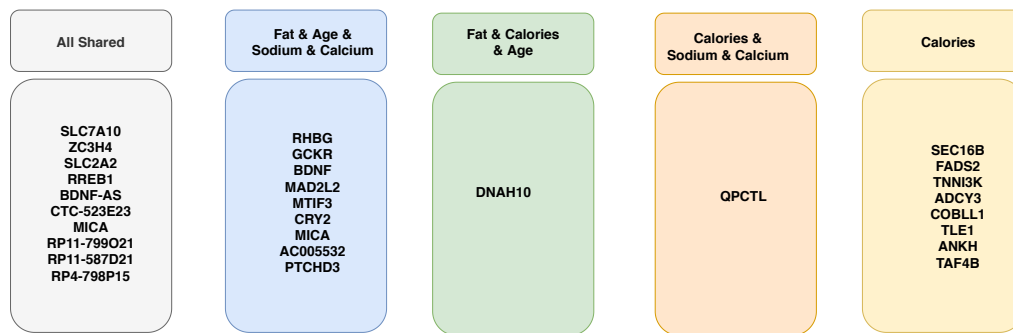 All Shared
SLC7A10
ZC3H4
SLC2A2
RREB1
BDNF-AS
CTC-523E23
MICA
RP11-799O21
RP11-587D21
RP4-798P15
Fat & Age &
Sodium & Calcium
RHBG
GCKR
BDNF
MAD2L2
MTIF3
CRY2
MICA
AC005532
PTCHD3
Fat & Calories
& Age
DNAH10
Calories &
Sodium & Calcium
QPCTL
Calories
SEC16B
FADS2
TNNI3K
ADCY3
COBLL1
TLE1
ANKH
TAF4B